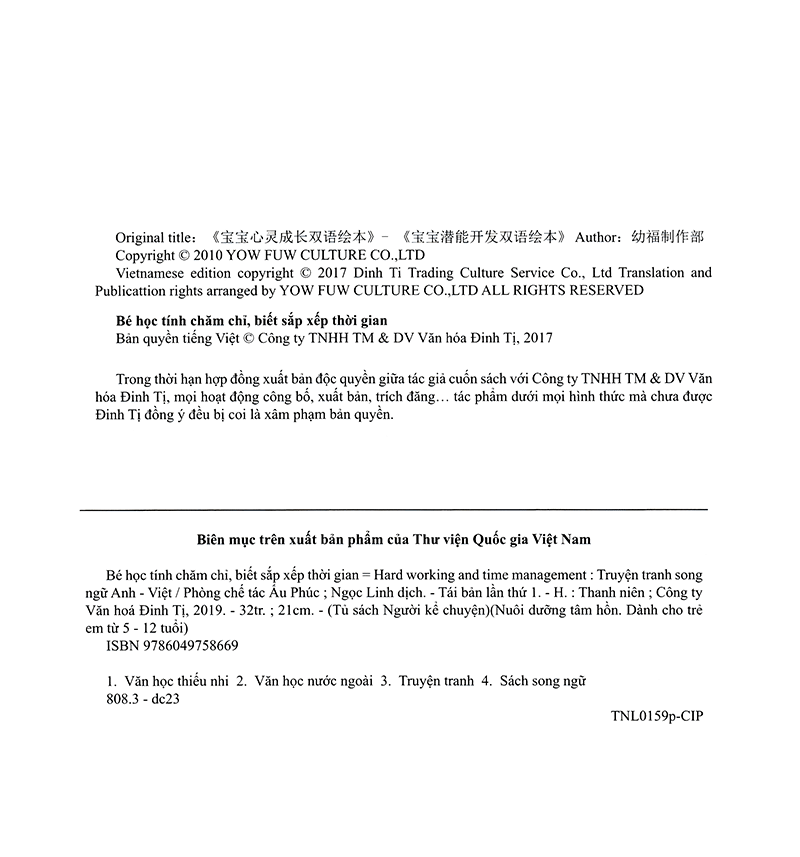 Original title: 《宝宝心灵成长双语绘本》- 《宝宝潜能开发双语绘本》 Author: 幼福制作部
Copyright © 2010 YOW FUW CULTURE CO.,LTD
Vietnamese edition copyright © 2017 Dinh Ti Trading Culture Service Co., Ltd Translation and
Publicattion rights arranged by YOW FUW CULTURE CO.,LTD ALL RIGHTS RESERVED
Bé học tính chăm chỉ, biết sắp xếp thời gian
Bản quyền tiếng Việt © Công ty TNHH TM & DV Văn hóa Đinh Tị, 2017
Trong thời hạn hợp đồng xuất bản độc quyền giữa tác giả cuốn sách với Công ty TNHH TM & DV Văn
hóa Đinh Tị, mọi hoạt động công bố, xuất bản, trích đăng... tác phẩm dưới mọi hình thức mà chưa được
Đinh Tị đồng ý đều bị coi là xâm phạm bản quyền.
Biên mục trên xuất bản phẩm của Thư viện Quốc gia Việt Nam
Bé học tính chăm chỉ, biết sắp xếp thời gian = Hard working and time management : Truyện tranh song
ngữ Anh - Việt / Phòng chế tác Ấu Phúc ; Ngọc Linh dịch. - Tái bản lần thứ 1. - H. : Thanh niên ; Công ty
Văn hoá Đinh Tị, 2019. - 32tr. ; 21cm. - (Tủ sách Người kể chuyện)(Nuôi dưỡng tâm hồn. Dành cho trẻ
em từ 5 - 12 tuổi)
ISBN 9786049758669
1. Văn học thiếu nhi 2. Văn học nước ngoài 3. Truyện tranh 4. Sách song ngữ
808.3 - dc23
TNL0159p-CIP